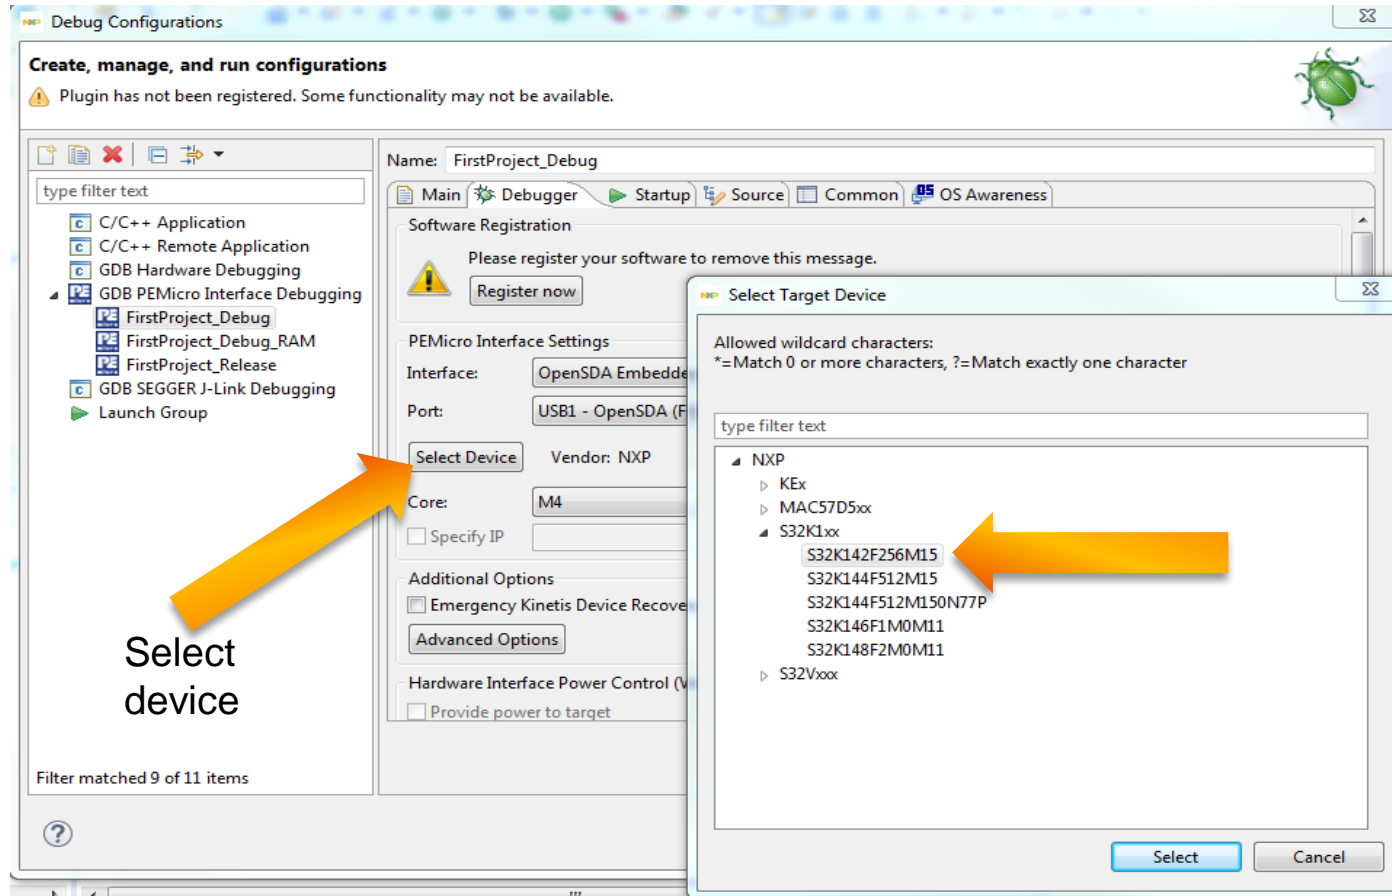 NXP Debug Configurations
Create, manage, and run configurations
Plugin has not been registered. Some functionality may not be available.
type filter text
C/C++ Application
C/C++ Remote Application
GDB Hardware Debugging
GDB PEMicro Interface Debugging
FirstProject_Debug
FirstProject_Debug_RAM
FirstProject_Release
GDB SEGGER J-Link Debugging
Launch Group
Select
device
Filter matched 9 of 11 items
Name: FirstProject_Debug
Main Debugger Startup Source Common OS Awareness
Software Registration
Please register your software to remove this message.
Register now
PEMicro Interface Settings
Interface: OpenSDA Embedde
Port: USB1 - OpenSDA (F
Select Device Vendor: NXP
Core: M4
Specify IP
Additional Options
Emergency Kinetis Device Recove
Advanced Options
Hardware Interface Power Control (V
Provide power to target
NXP Select Target Device
Allowed wildcard characters:
*=Match 0 or more characters, ?=Match exactly one character
type filter text
NXP
KEx
MAC57D5xx
S32K1xx
S32K142F256M15
S32K144F512M15
S32K144F512M150N77P
S32K146F1M0M11
S32K148F2M0M11
S32Vxxx
Select Cancel